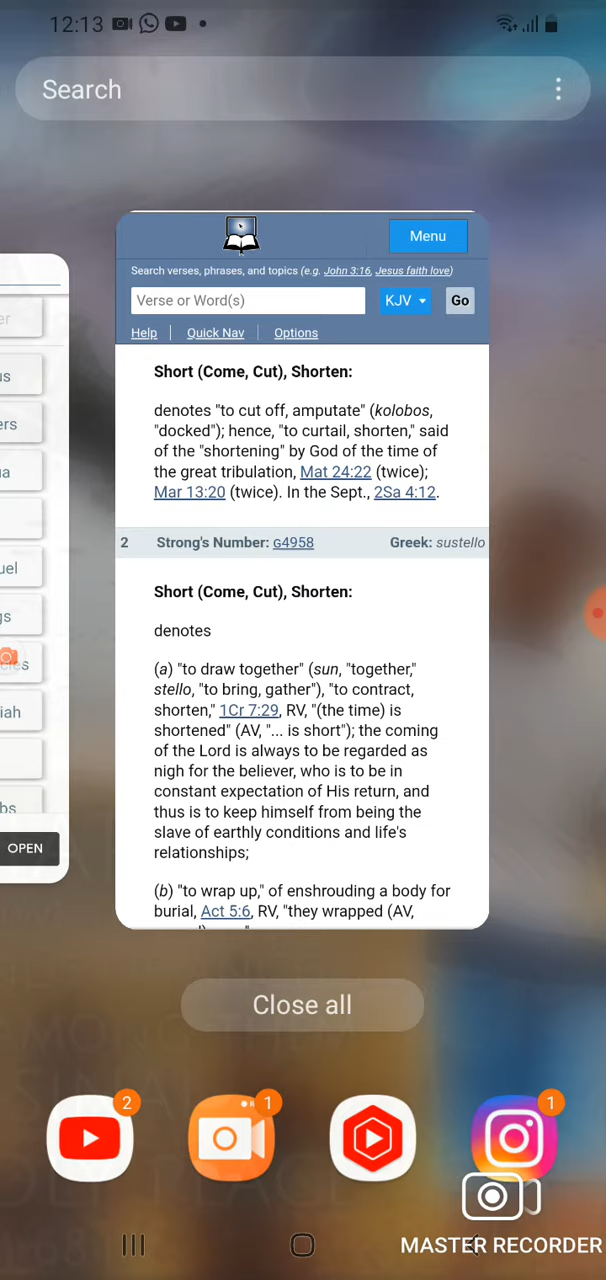 12:13
Search
Menu
Search verses, phrases, and topics (e.g. John 3:16, Jesus faith love)
Verse or Word(s) KJV Go
Help Quick Nav Options
Short (Come, Cut), Shorten:
denotes "to cut off, amputate" (kolobos,
"docked"); hence, "to curtail, shorten," said
of the "shortening" by God of the time of
the great tribulation, Mat 24:22 (twice);
Mar 13:20 (twice). In the Sept., 2Sa 4:12.
2 Strong's Number: G4958 Greek: sustello
Short (Come, Cut), Shorten:
denotes
(a) "to draw together" (sun, "together,"
stello, "to bring, gather"), "to contract,
shorten," 1Cr 7:29, RV, "(the time) is
shortened" (AV, "... is short"); the coming
of the Lord is always to be regarded as
nigh for the believer, who is to be in
constant expectation of His return, and
thus is to keep himself from being the
slave of earthly conditions and life's
relationships;
(b) "to wrap up," of enshrouding a body for
burial, Act 5:6, RV, "they wrapped (AV,
er
us
ers
ua
uel
gs
iah
bs
OPEN
Close all
2
1
1
MASTER RECORDER